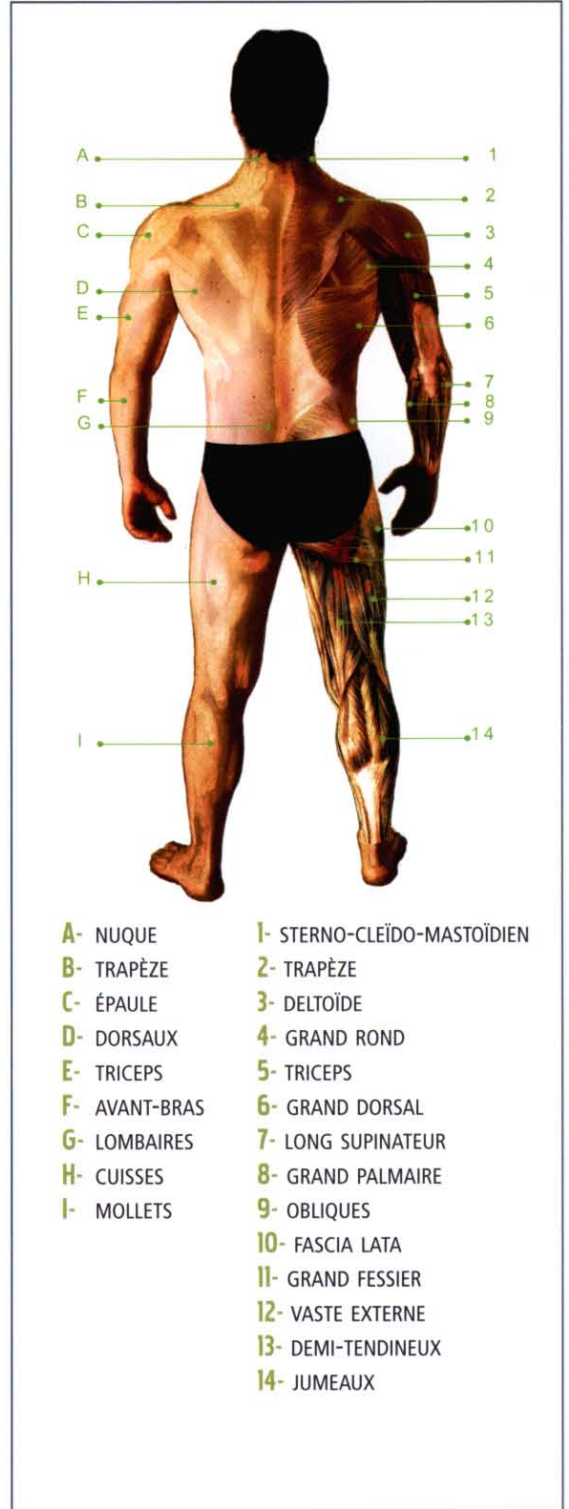 A 1
B 2
C 3
4
D 5
E 6
F 7
8
G 9
10
11
H 12
13
I 14
A- NUQUE
B- TRAPÈZE
C- ÉPAULE
D- DORSAUX
E- TRICEPS
F- AVANT-BRAS
G- LOMBAIRES
H- CUISSES
I- MOLLETS
1- STERNO-CLEÏDO-MASTOÏDIEN
2- TRAPÈZE
3- DELTOÏDE
4- GRAND ROND
5- TRICEPS
6- GRAND DORSAL
7- LONG SUPINATEUR
8- GRAND PALMAIRE
9- OBLIQUES
10- FASCIA LATA
11- GRAND FESSIER
12- VASTE EXTERNE
13- DEMI-TENDINEUX
14- JUMEAUX